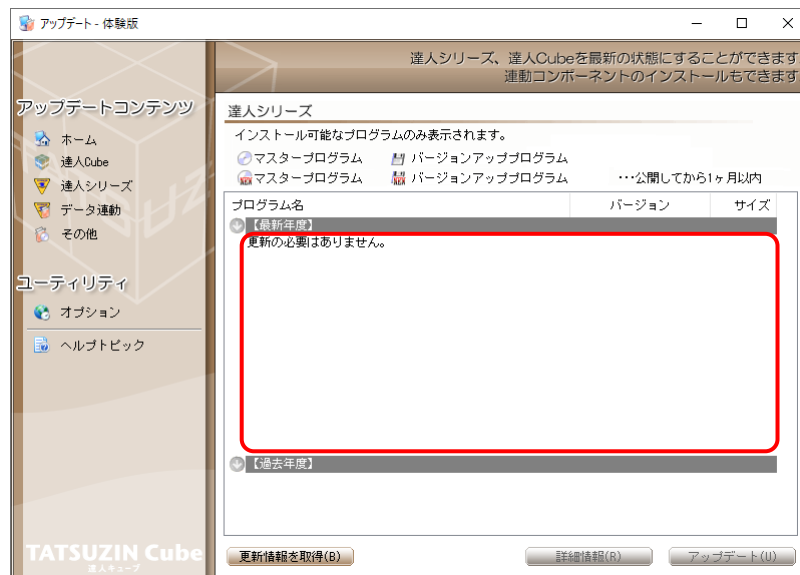 アップデート - 体験版
達人シリーズ、達人Cubeを最新の状態にすることができます
連動コンポーネントのインストールもできます
アップデートコンテンツ
ホーム
達人Cube
達人シリーズ
データ連動
その他
ユーティリティ
オプション
ヘルプトピック
TATSUZIN Cube
達人キューブ
達人シリーズ
インストール可能なプログラムのみ表示されます。
マスタープログラム バージョンアッププログラム
NEW マスタープログラム NEW バージョンアッププログラム ・・・公開してから1ヶ月以内
プログラム名 バージョン サイズ
【最新年度】
更新の必要はありません。
【過去年度】
更新情報を取得(B) 詳細情報(R) アップデート(U)